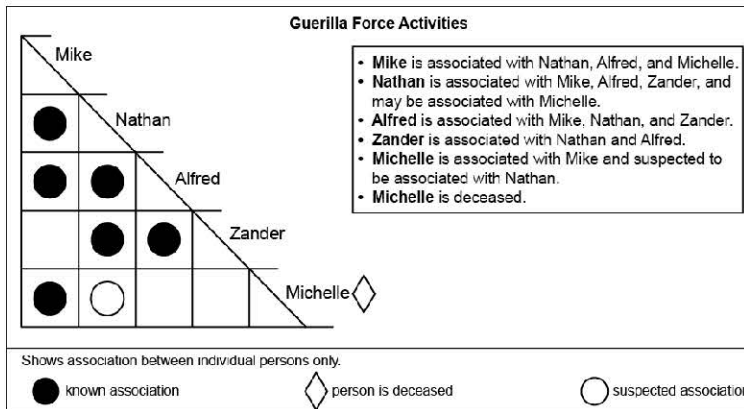 Guerilla Force Activities
Mike
Nathan
Alfred
Zander
Michelle
• Mike is associated with Nathan, Alfred, and Michelle.
• Nathan is associated with Mike, Alfred, Zander, and
may be associated with Michelle.
• Alfred is associated with Mike, Nathan, and Zander.
• Zander is associated with Nathan and Alfred.
• Michelle is associated with Mike and suspected to
be associated with Nathan.
• Michelle is deceased.
Shows association between individual persons only.
known association
person is deceased
suspected association